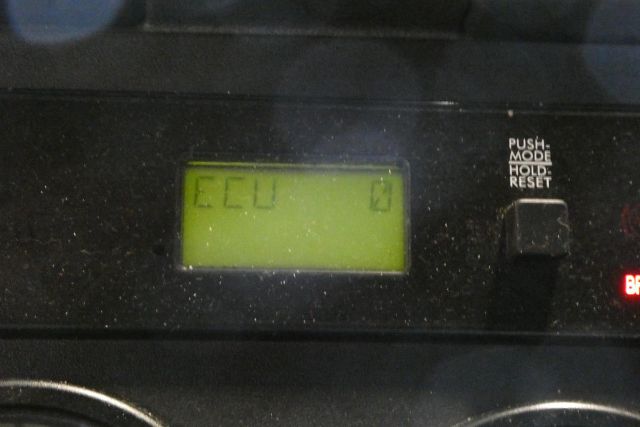 ECU 0
PUSH-
MODE
HOLD-
RESET